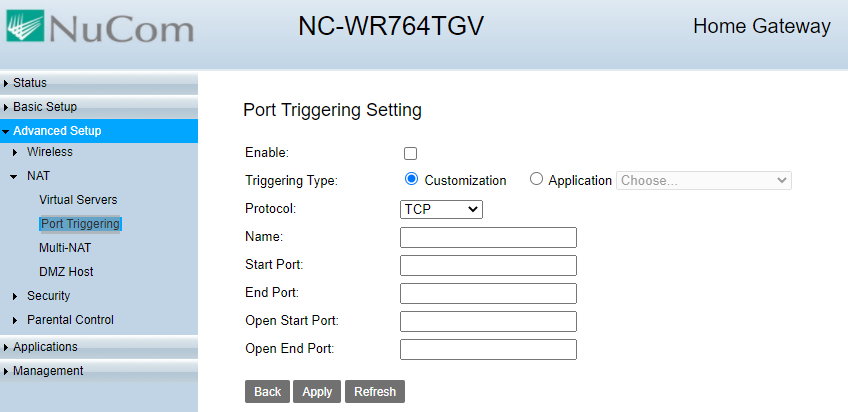 NuCom
NC-WR764TGV
Home Gateway
Status
Basic Setup
Advanced Setup
Wireless
NAT
Virtual Servers
Port Triggering
Multi-NAT
DMZ Host
Security
Parental Control
Applications
Management
Port Triggering Setting
Enable:
Triggering Type: Customization Application Choose...
Protocol: TCP
Name:
Start Port:
End Port:
Open Start Port:
Open End Port:
Back Apply Refresh